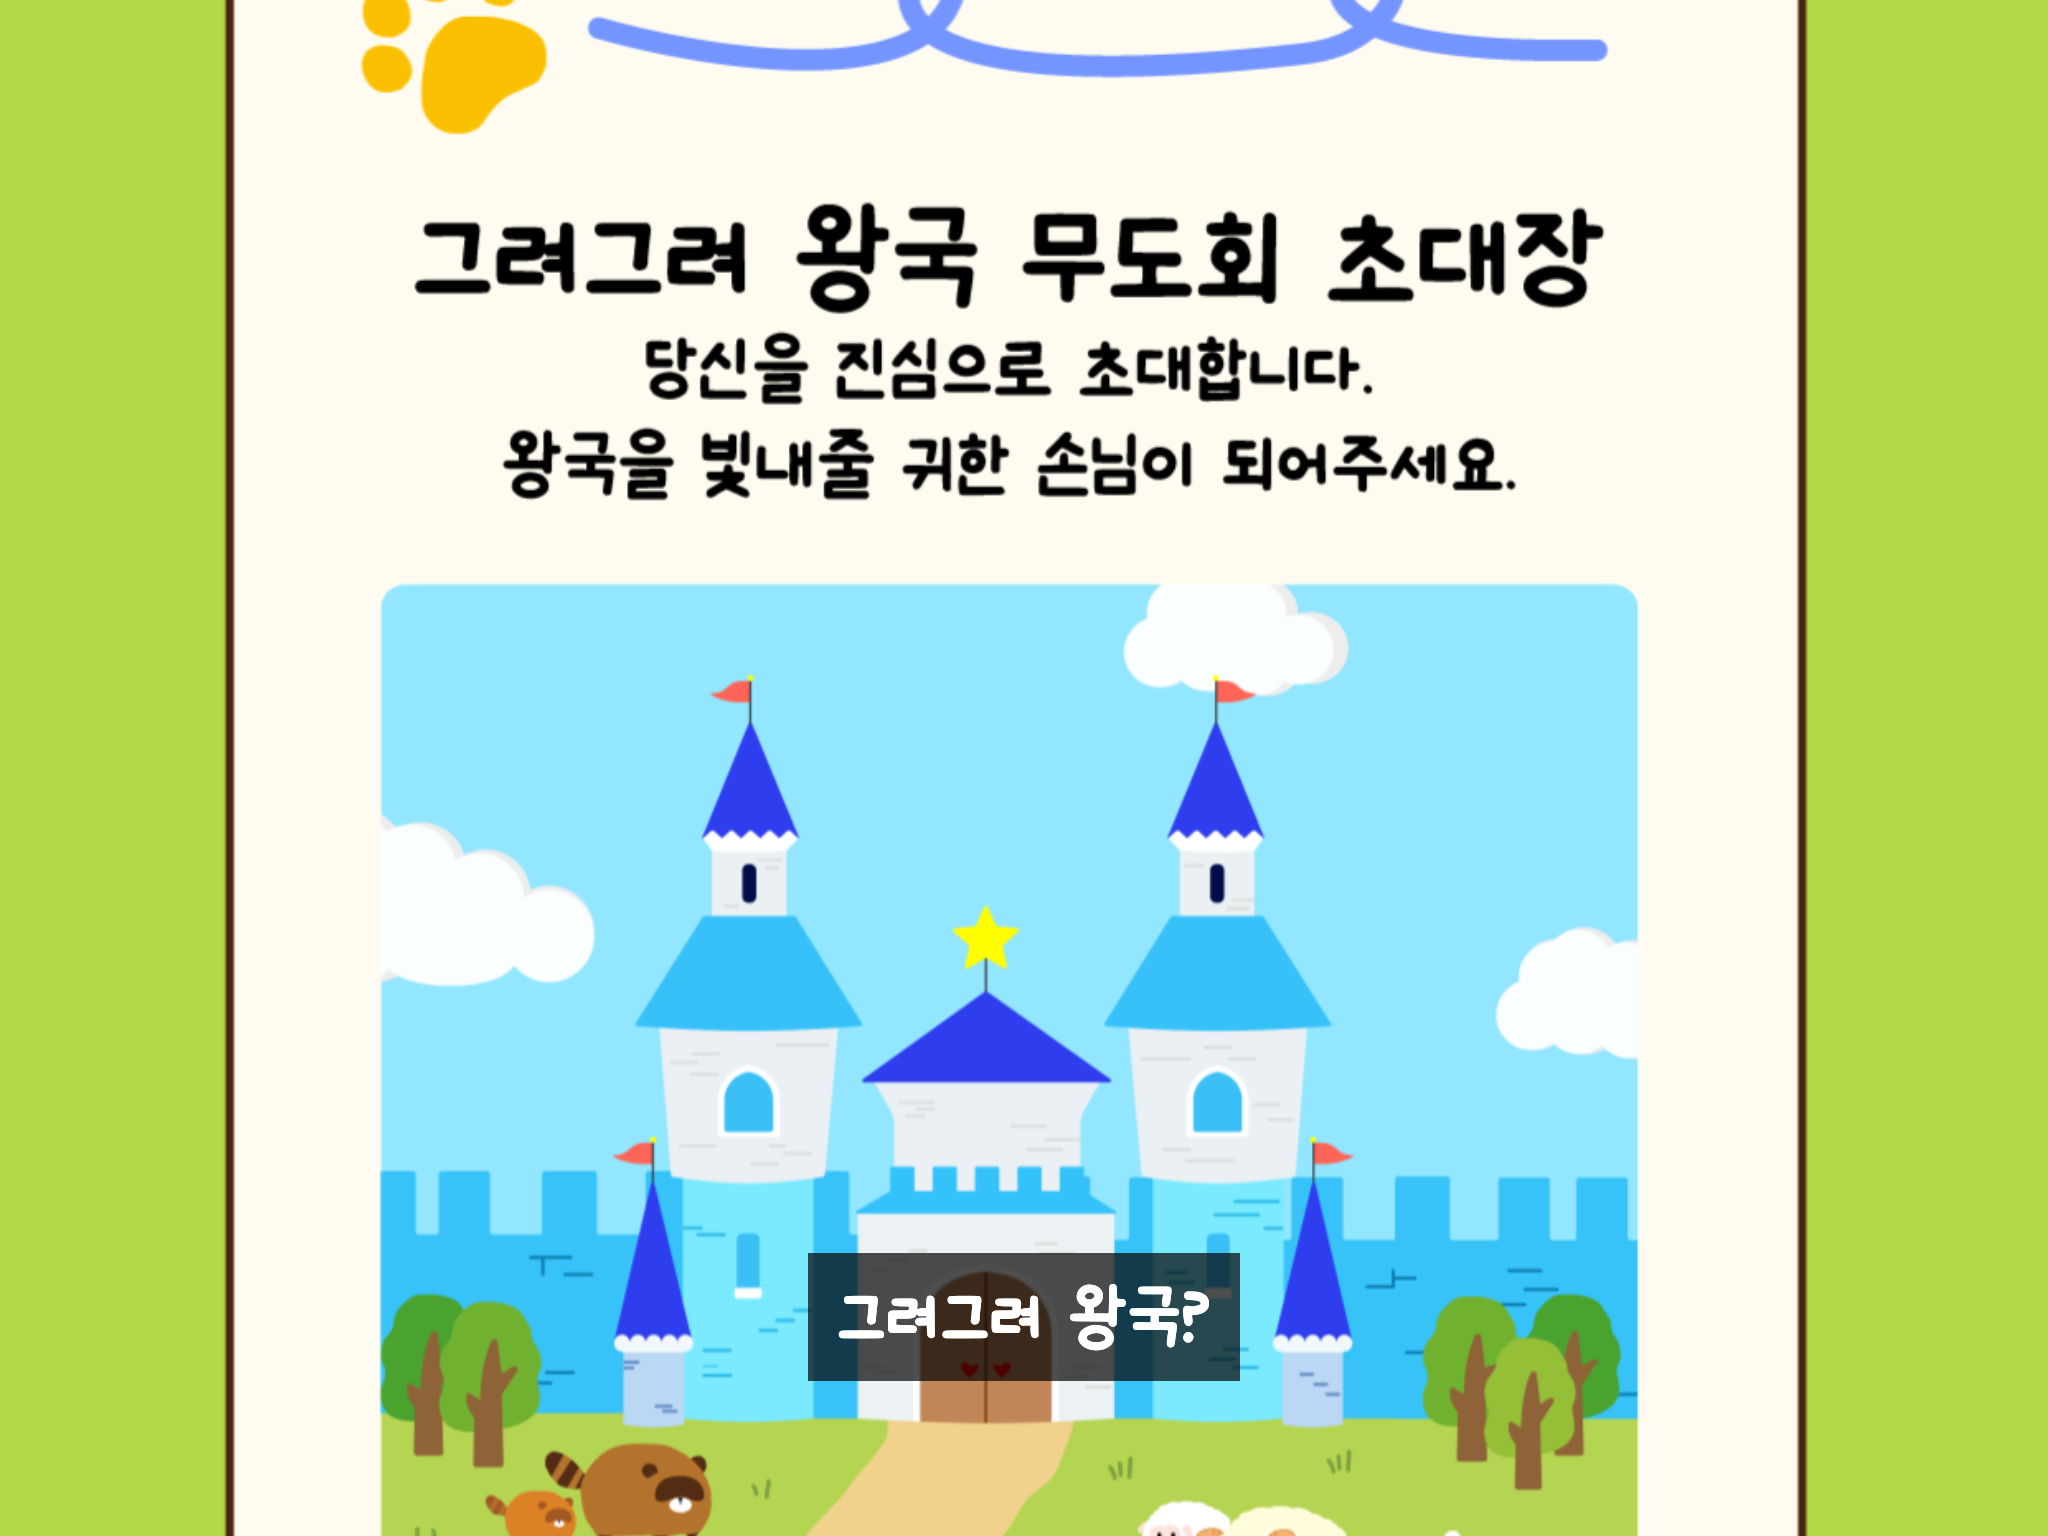 그려그려 왕국 무도회 초대장
당신을 진심으로 초대합니다.
왕국을 빛내줄 귀한 손님이 되어주세요.
그려그려 왕국?